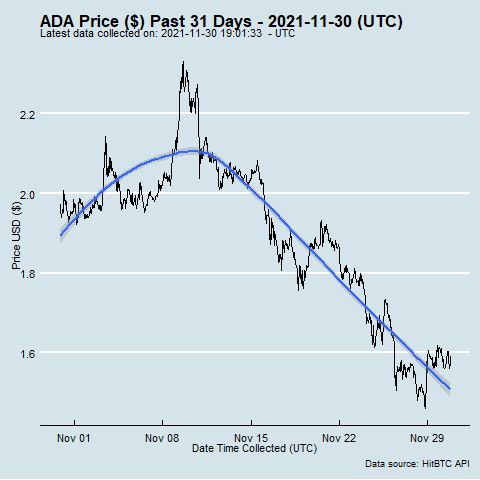 ADA Price ($) Past 31 Days - 2021-11-30 (UTC)
Latest data collected on: 2021-11-30 19:01:33 - UTC
Price USD ($)
2.2
2.0
1.8
1.6
Nov 01 Nov 08 Nov 15 Nov 22 Nov 29
Date Time Collected (UTC)
Data source: HitBTC API